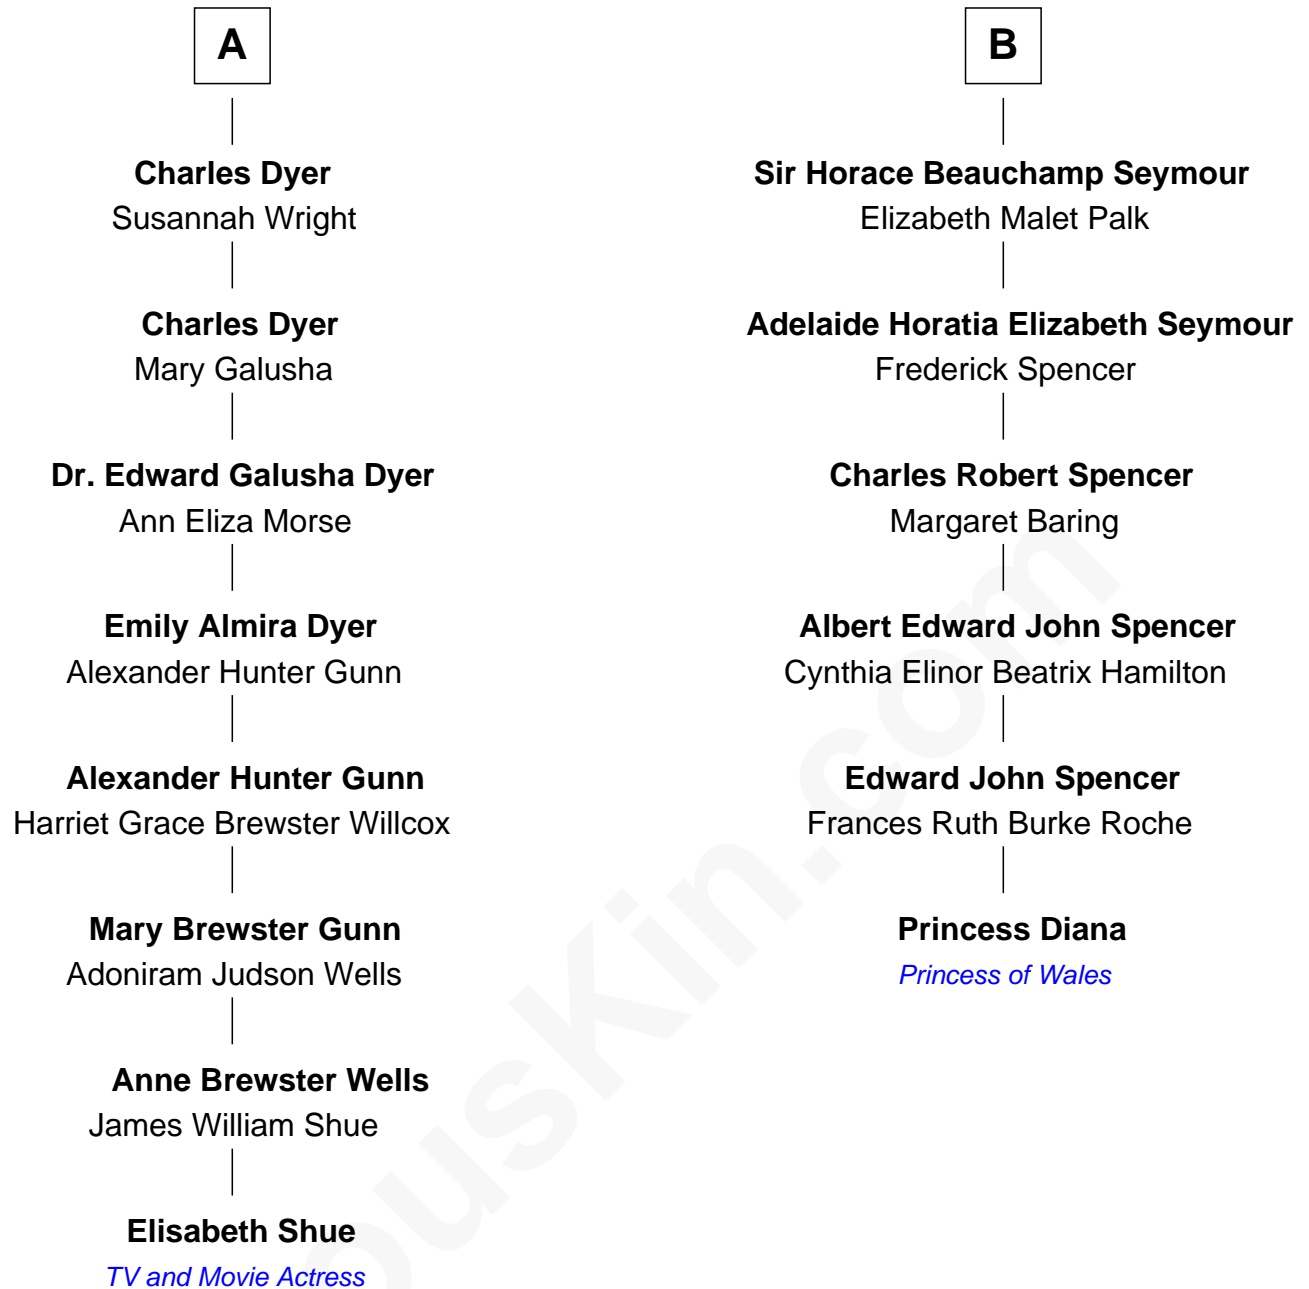 A
Charles Dyer
Susannah Wright
Charles Dyer
Mary Galusha
Dr. Edward Galusha Dyer
Ann Eliza Morse
Emily Almira Dyer
Alexander Hunter Gunn
Alexander Hunter Gunn
Harriet Grace Brewster Willcox
Mary Brewster Gunn
Adoniram Judson Wells
Anne Brewster Wells
James William Shue
Elisabeth Shue
TV and Movie Actress
B
Sir Horace Beauchamp Seymour
Elizabeth Malet Palk
Adelaide Horatia Elizabeth Seymour
Frederick Spencer
Charles Robert Spencer
Margaret Baring
Albert Edward John Spencer
Cynthia Elinor Beatrix Hamilton
Edward John Spencer
Frances Ruth Burke Roche
Princess Diana
Princess of Wales
ousKin.com